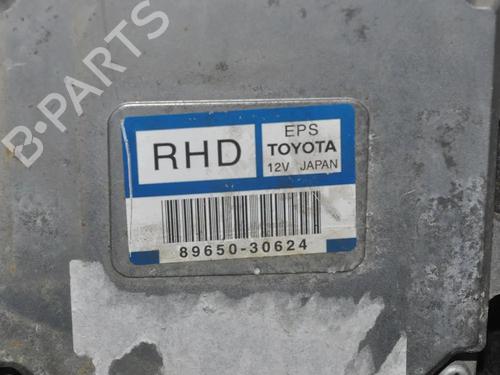 B-PARTS
RHD
EPS
TOYOTA
12V JAPAN
89650-30624